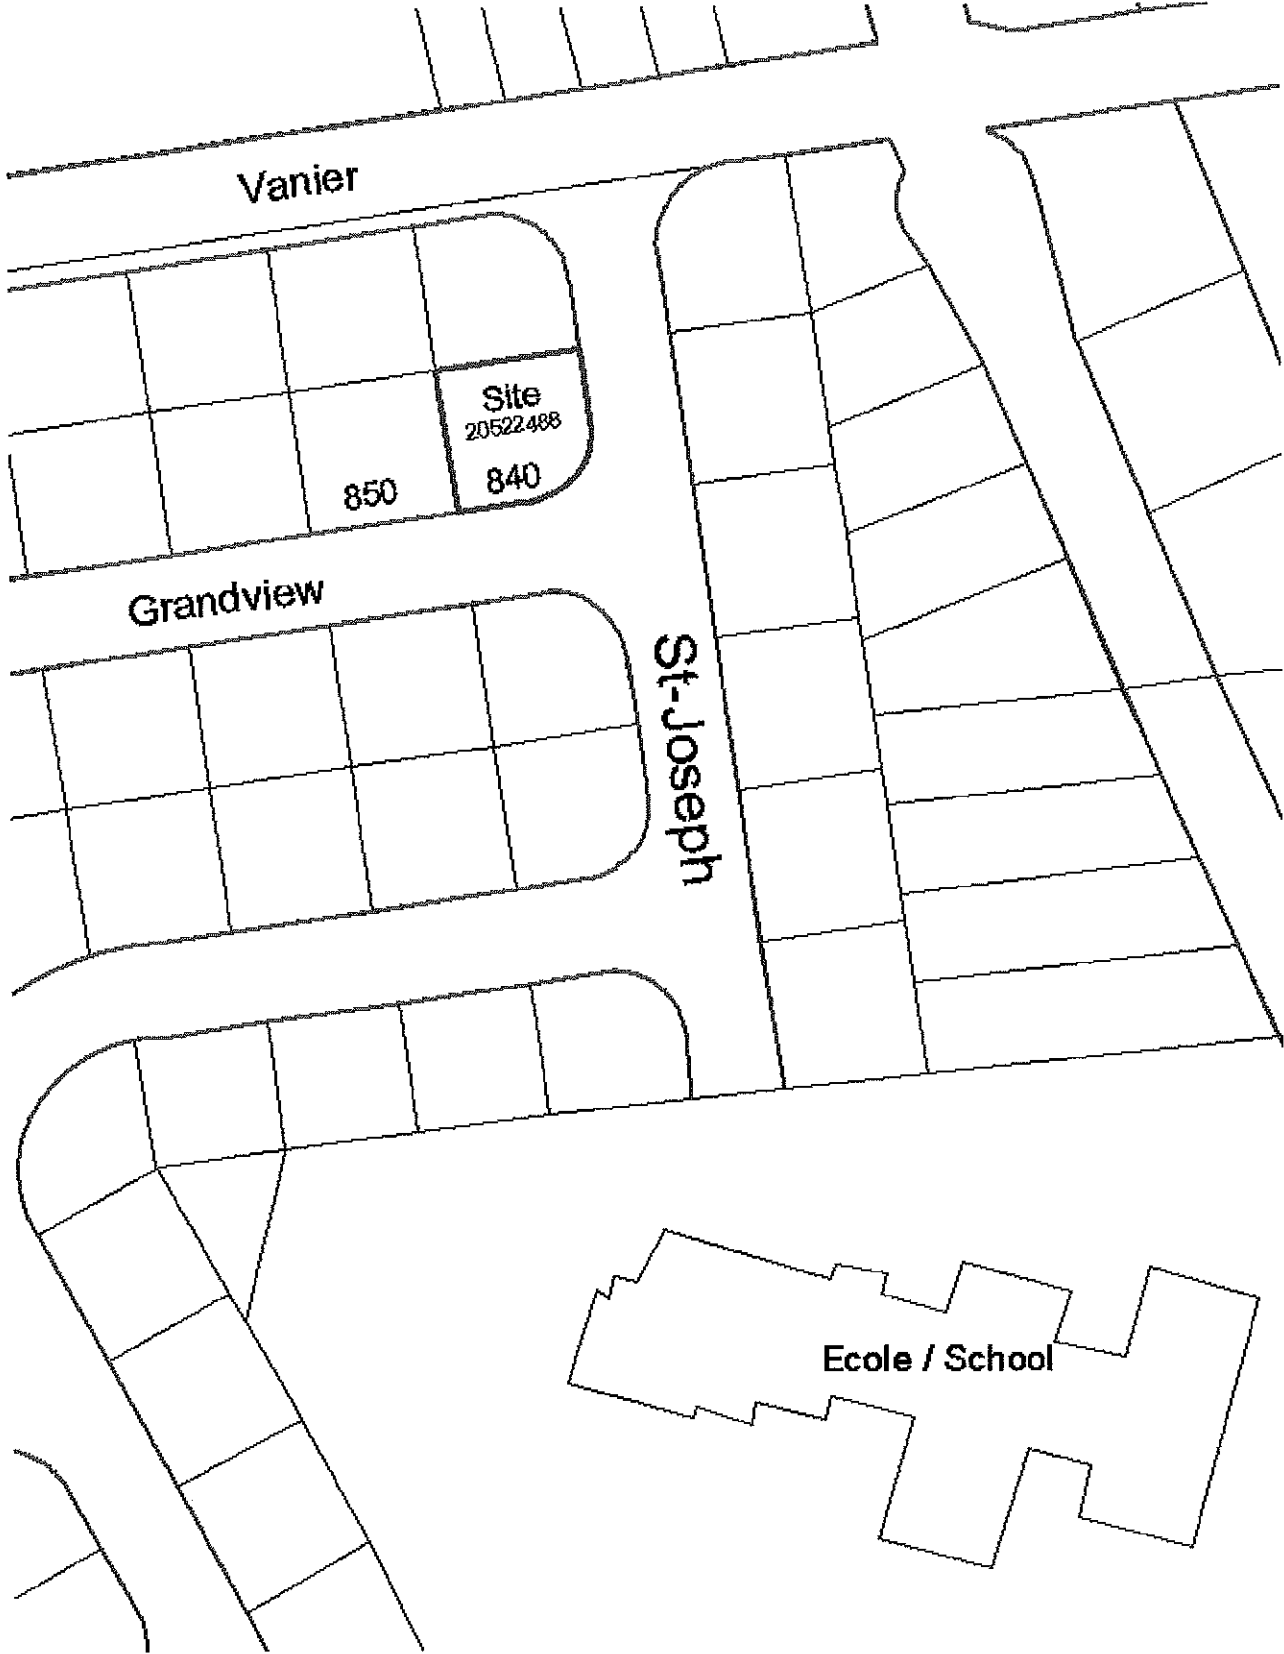 Vanier
Site
20522488
840
850
Grandview
St-Joseph
Ecole / School